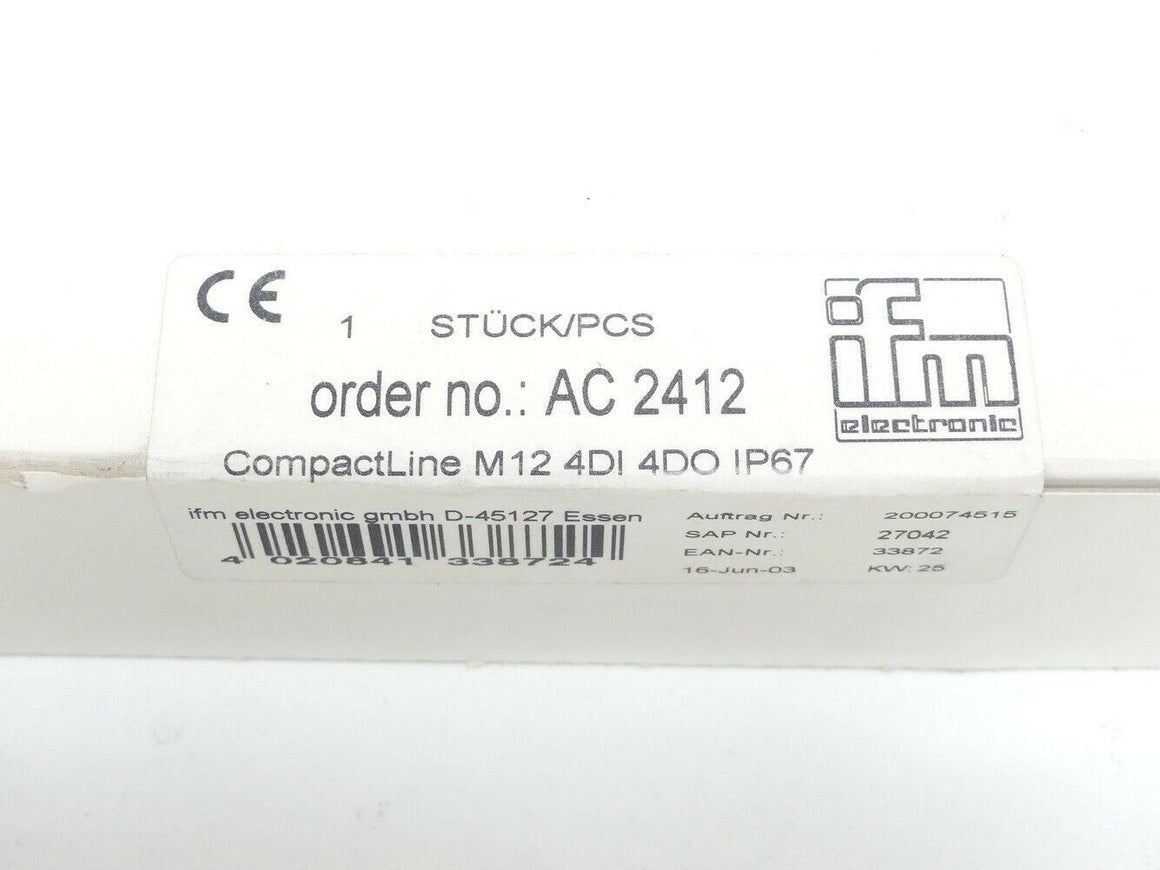 CE
1 STÜCK/PCS
order no.: AC 2412
CompactLine M12 4DI 4DO IP67
ifm
electronic
ifm electronic gmbh D-45127 Essen
4 020841 338724
Auftrag Nr.: 200074515
SAP Nr.: 27042
EAN-Nr.: 33872
16-Jun-03 KW: 25